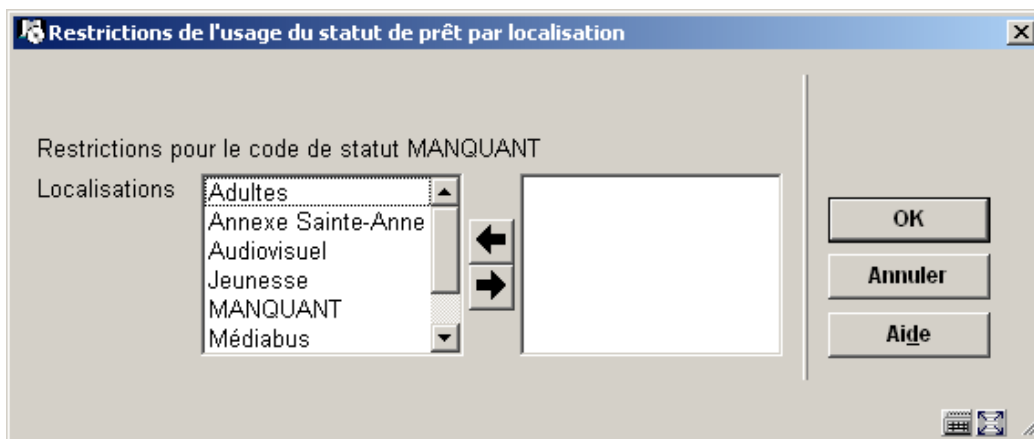 Restrictions de l'usage du statut de prêt par localisation
Restrictions pour le code de statut MANQUANT
Localisations
Adultes
Annexe Sainte-Anne
Audiovisuel
Jeunesse
MANQUANT
Médiabus
OK
Annuler
Aide